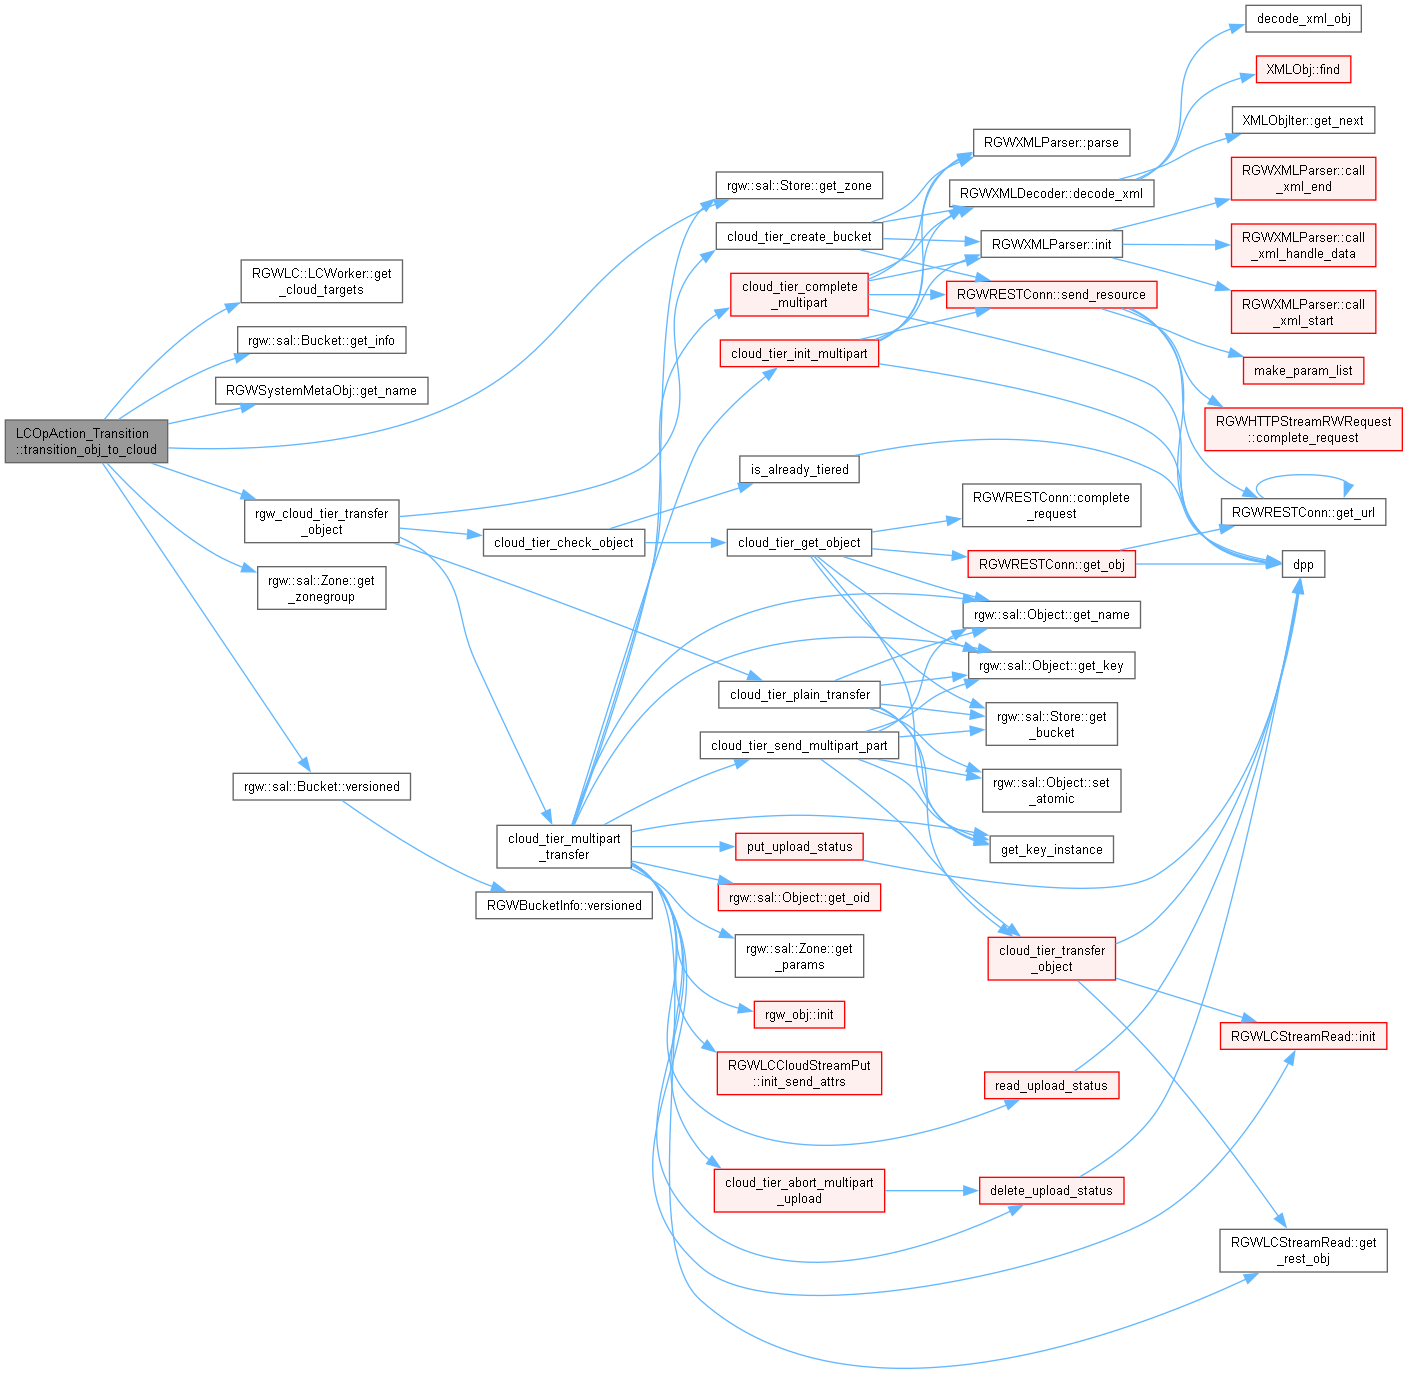 LCOpAction_Transition
::transition_obj_to_cloud
RGWLC::LCWorker::get
_cloud_targets
rgw::sal::Bucket::get_info
RGWSystemMetaObj::get_name
rgw_cloud_tier_transfer
_object
rgw::sal::Zone::get
_zonegroup
rgw::sal::Bucket::versioned
cloud_tier_check_object
cloud_tier_multipart
_transfer
RGWBucketInfo::versioned
rgw::sal::Store::get_zone
cloud_tier_create_bucket
cloud_tier_complete
_multipart
cloud_tier_init_multipart
is_already_tiered
cloud_tier_get_object
cloud_tier_plain_transfer
cloud_tier_send_multipart_part
put_upload_status
rgw::sal::Object::get_oid
rgw::sal::Zone::get
_params
rgw_obj::init
RGWLCCloudStreamPut
::init_send_attrs
cloud_tier_abort_multipart
_upload
RGWXMLParser::parse
RGWXMLDecoder::decode_xml
RGWXMLParser::init
RGWRESTConn::send_resource
RGWRESTConn::complete
_request
RGWRESTConn::get_obj
rgw::sal::Object::get_name
rgw::sal::Object::get_key
rgw::sal::Store::get
_bucket
rgw::sal::Object::set
_atomic
get_key_instance
cloud_tier_transfer
_object
read_upload_status
delete_upload_status
decode_xml_obj
XMLObj::find
XMLObjIter::get_next
RGWXMLParser::call
_xml_end
RGWXMLParser::call
_xml_handle_data
RGWXMLParser::call
_xml_start
make_param_list
RGWHTTPStreamRWRequest
::complete_request
RGWRESTConn::get_url
dpp
RGWLCStreamRead::init
RGWLCStreamRead::get
_rest_obj